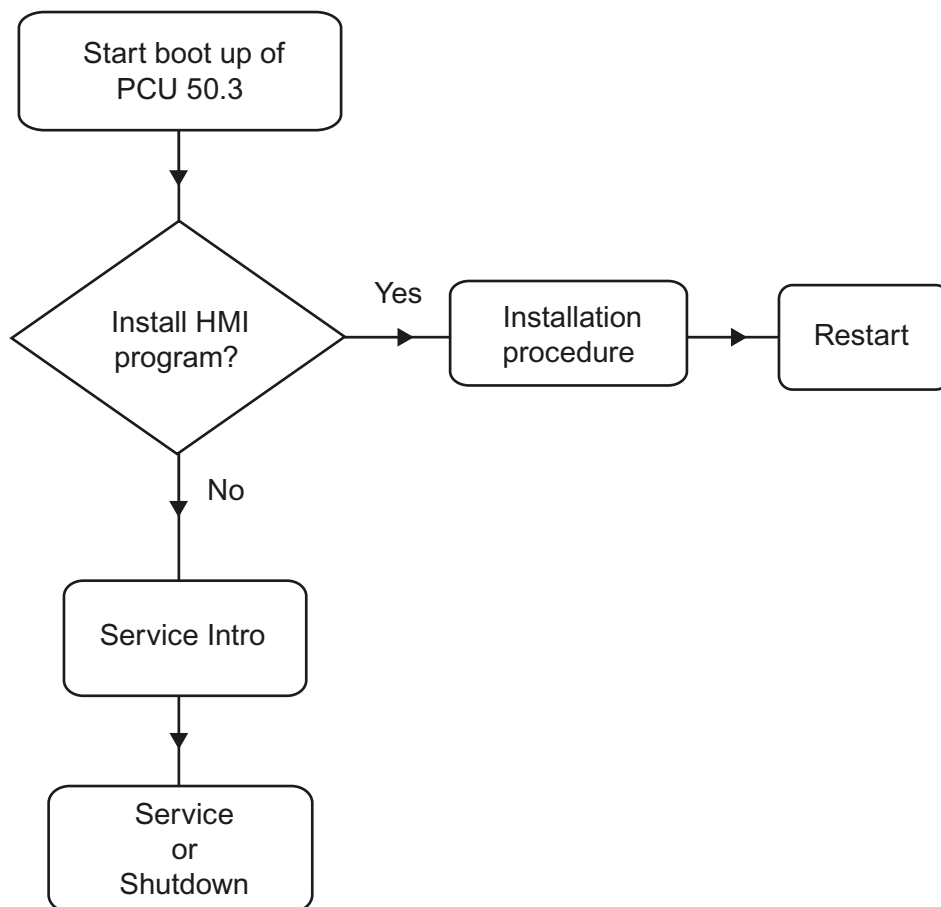 Start boot up of
PCU 50.3
Install HMI
program?
Yes
Installation
procedure
Restart
No
Service Intro
Service
or
Shutdown